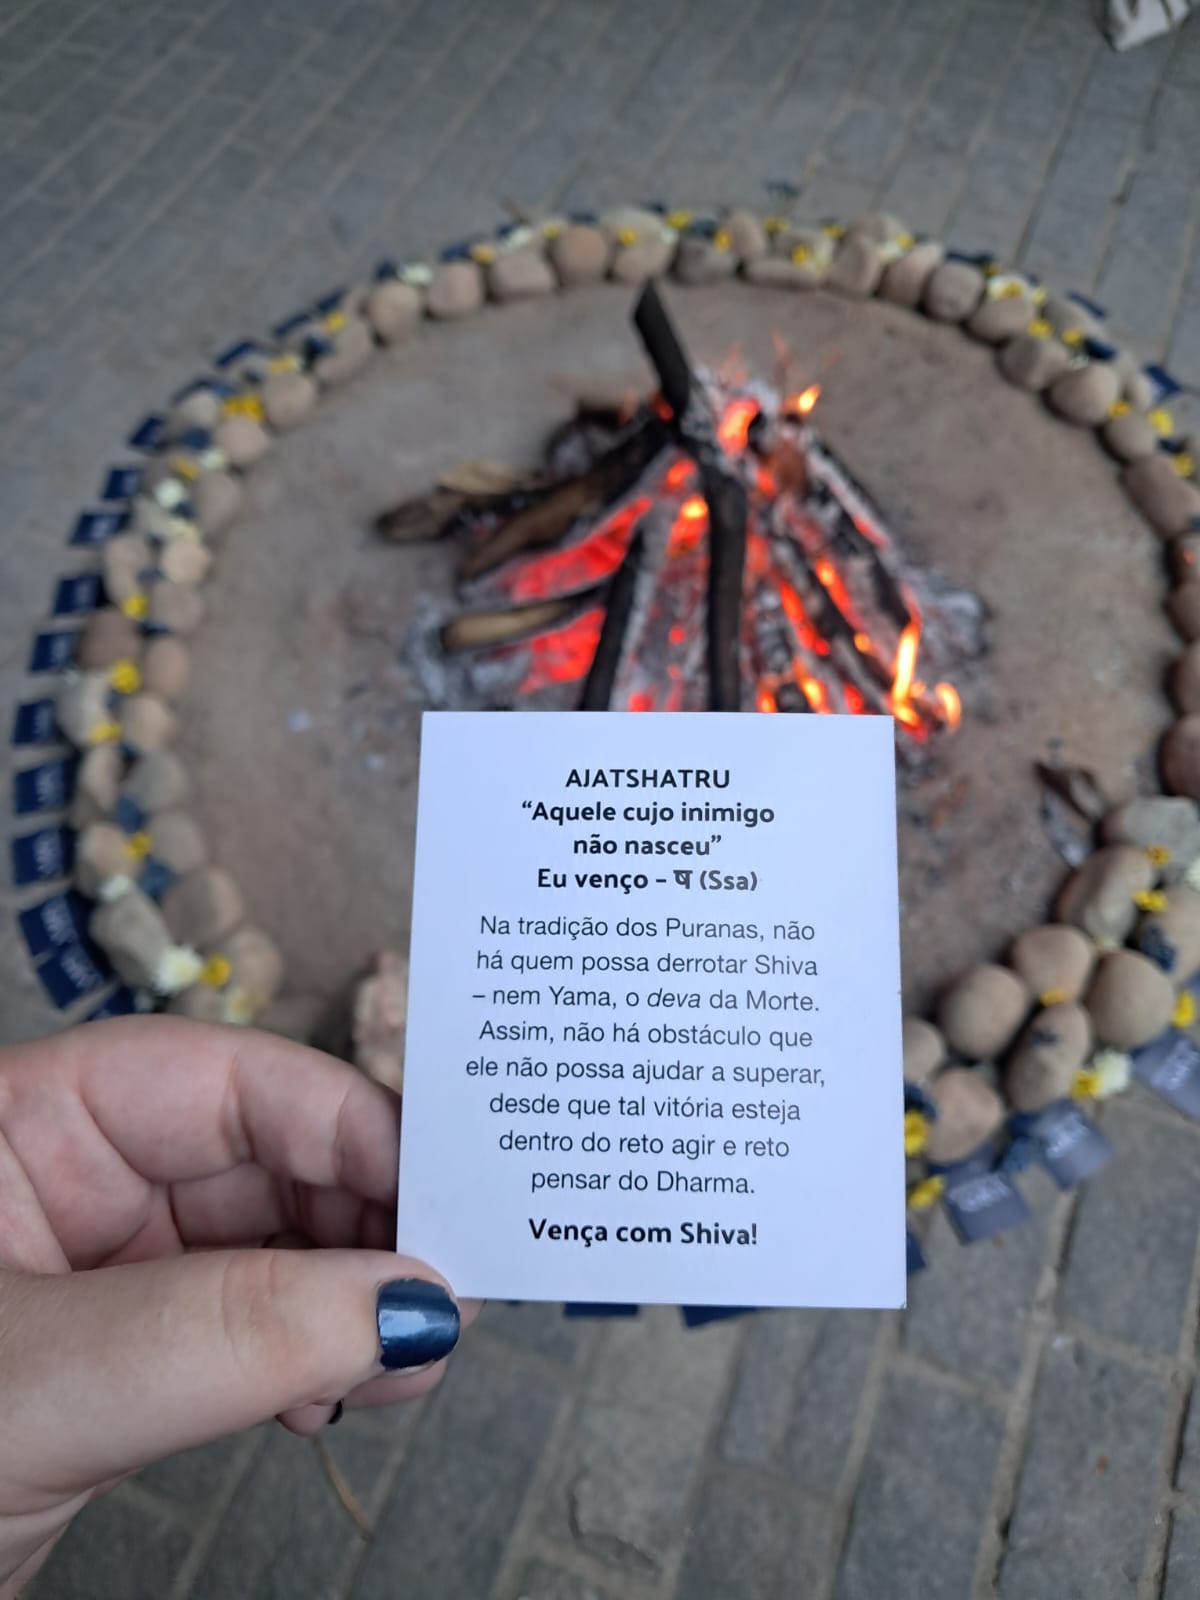 AJATSHATRU
“Aquele cujo inimigo
não nasceu”
Eu venço – ष (Ssa)
Na tradição dos Puranas, não
há quem possa derrotar Shiva
– nem Yama, o deva da Morte.
Assim, não há obstáculo que
ele não possa ajudar a superar,
desde que tal vitória esteja
dentro do reto agir e reto
pensar do Dharma.
Vença com Shiva!